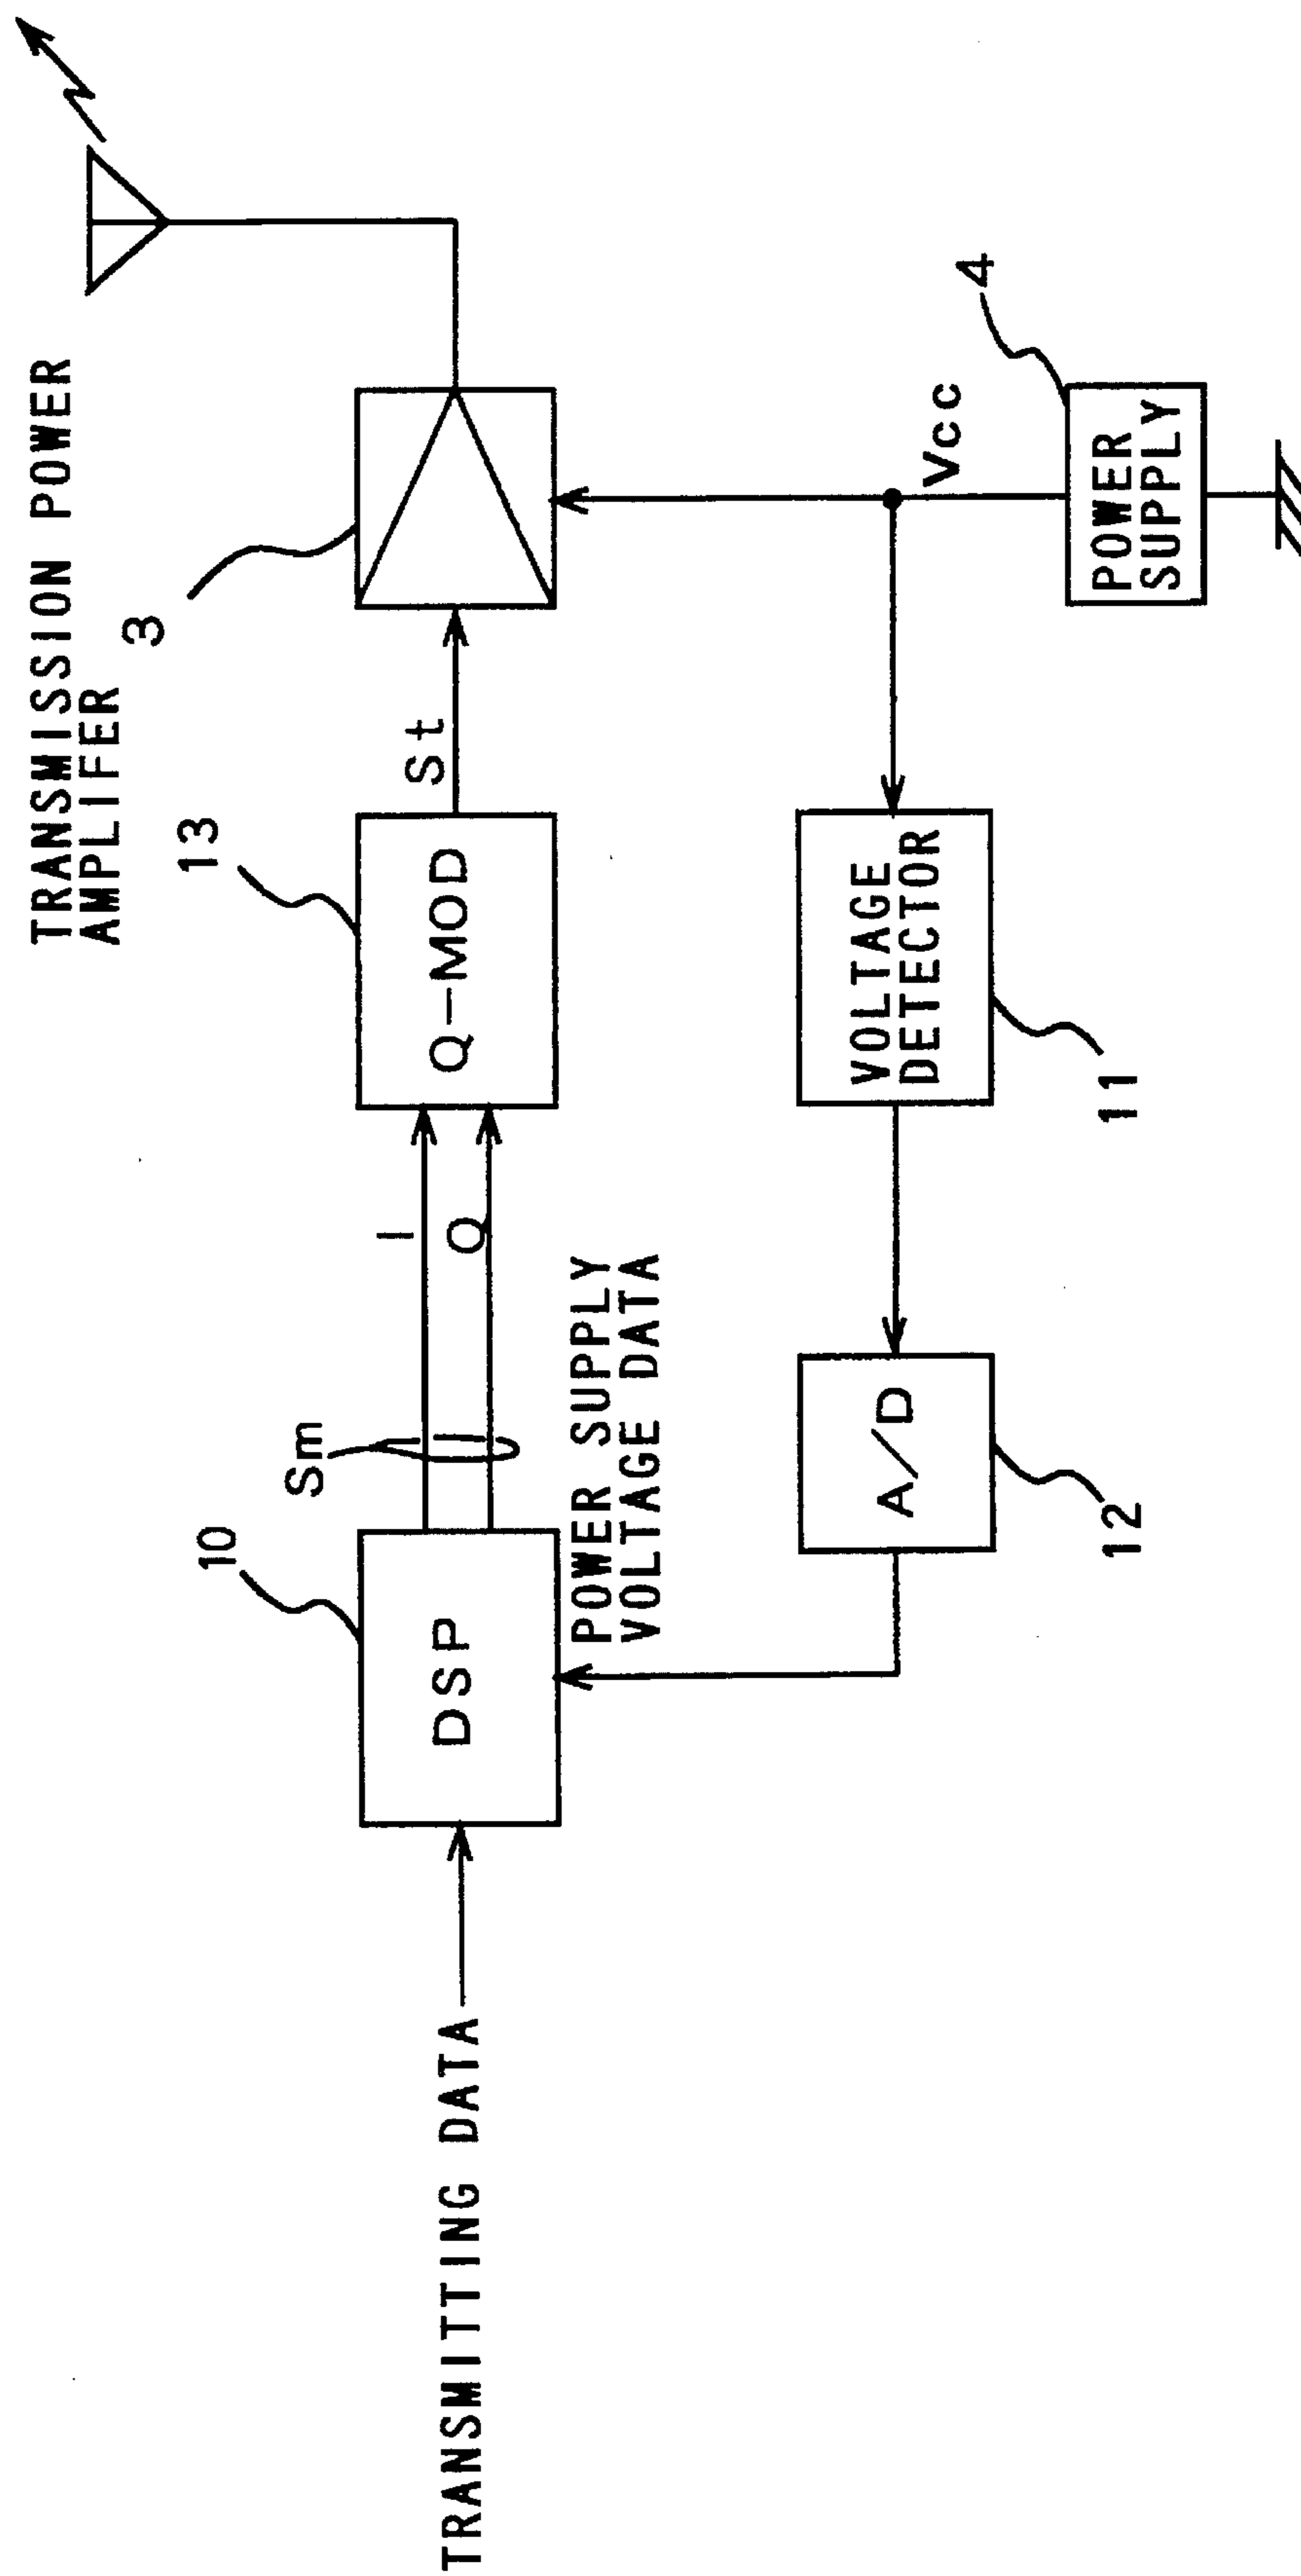 TRANSMISSION POWER
AMPLIFER
3
13
10
Sm
I
Q
St
TRANSMITTING DATA
DSP
Q-MOD
POWER SUPPLY
VOLTAGE DATA
A/D
12
VOLTAGE
DETECTOR
11
Vcc
4
POWER
SUPPLY